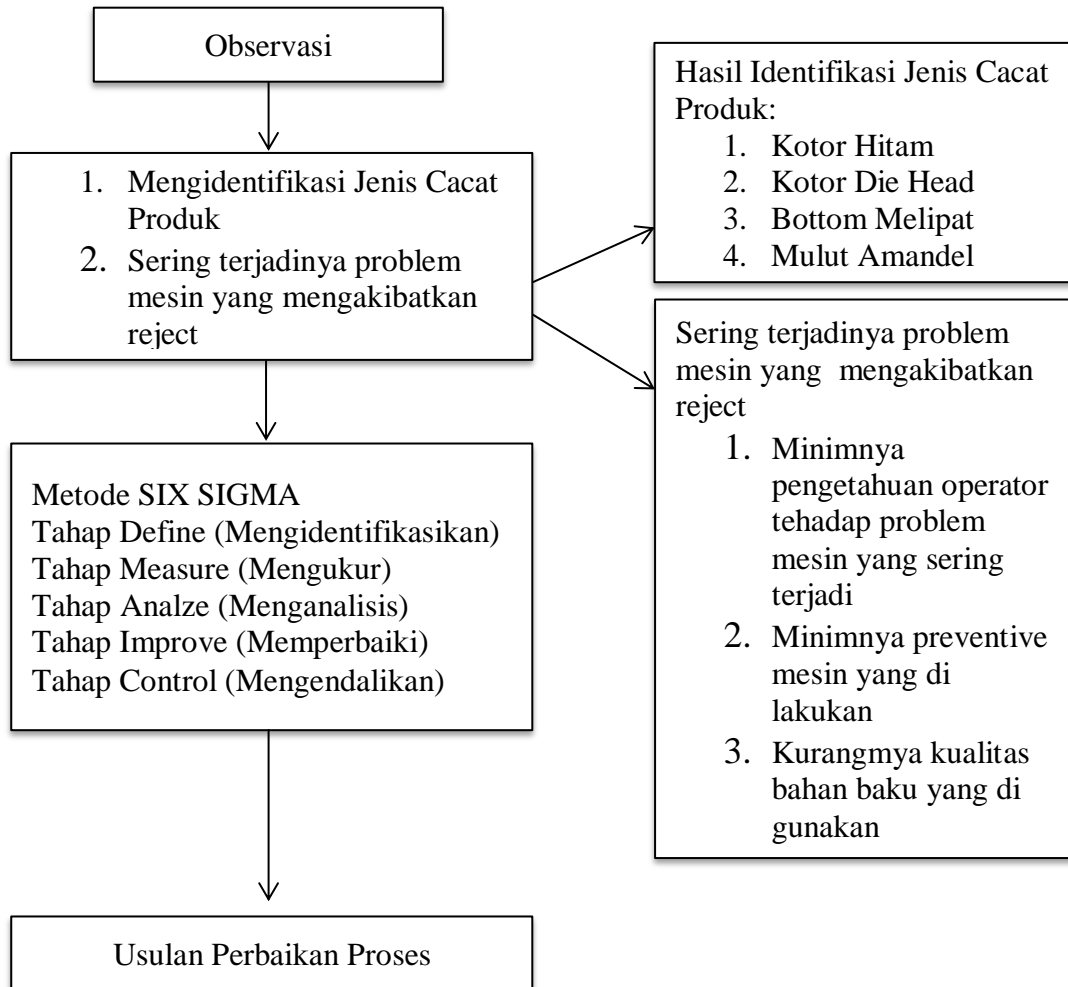 Observasi
1. Mengidentifikasi Jenis Cacat
Produk
2. Sering terjadinya problem
mesin yang mengakibatkan
reject
Hasil Identifikasi Jenis Cacat
Produk:
1. Kotor Hitam
2. Kotor Die Head
3. Bottom Melipat
4. Mulut Amandel
Sering terjadinya problem
mesin yang mengakibatkan
reject
1. Minimnya
pengetahuan operator
tehadap problem
mesin yang sering
terjadi
2. Minimnya preventive
mesin yang di
lakukan
3. Kurangmya kualitas
bahan baku yang di
gunakan
Metode SIX SIGMA
Tahap Define (Mengidentifikasikan)
Tahap Measure (Mengukur)
Tahap Analze (Menganalisis)
Tahap Improve (Memperbaiki)
Tahap Control (Mengendalikan)
Usulan Perbaikan Proses